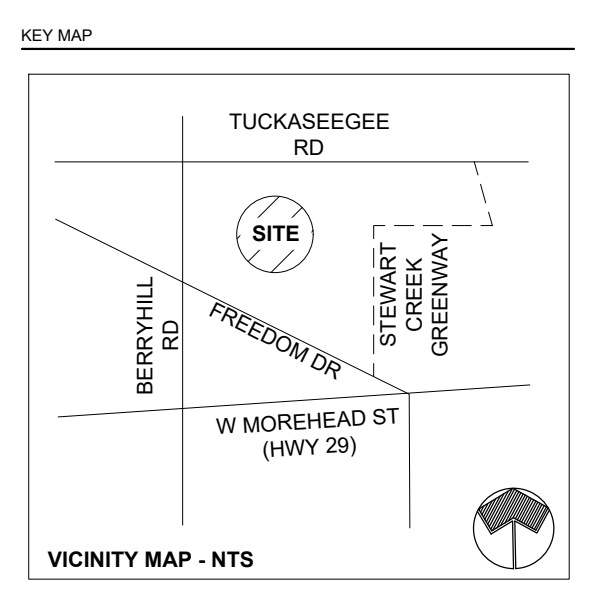 KEY MAP
TUCKASEEGEE
RD
SITE
STEWART
CREEK
GREENWAY
BERRYHILL
RD
FREEDOM DR
W MOREHEAD ST
(HWY 29)
VICINITY MAP - NTS